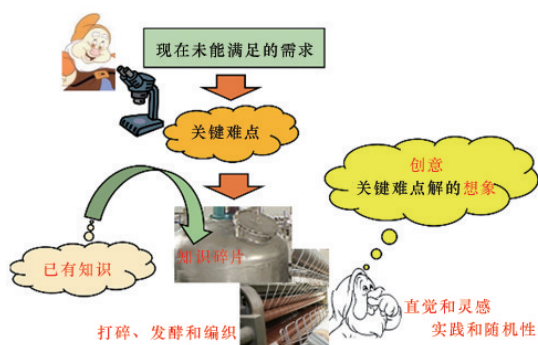 现在未能满足的需求
关键难点
创意
关键难点解的想象
知识碎片
已有知识
直觉和灵感
打碎、发酵和编织
实践和随机性